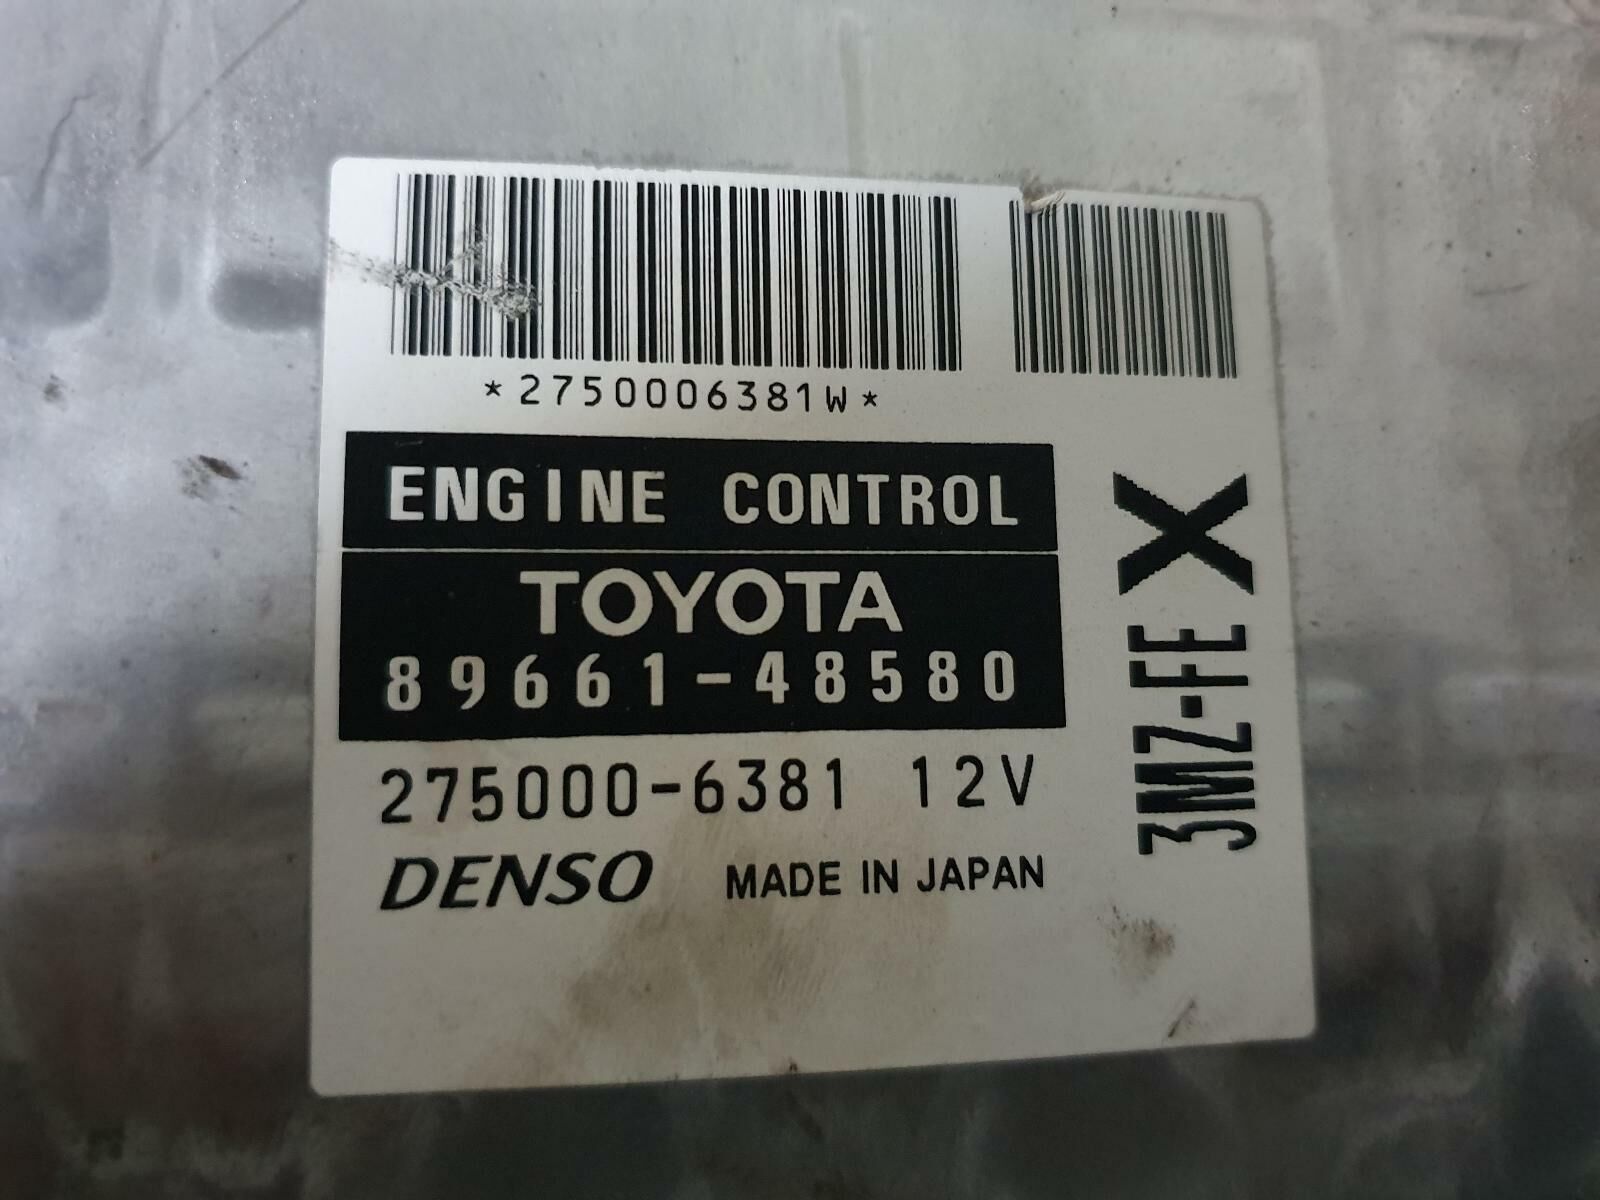 *2750006381W*
ENGINE CONTROL
TOYOTA
89661-48580
275000-6381 12V
DENSO MADE IN JAPAN
3MZ-FE X